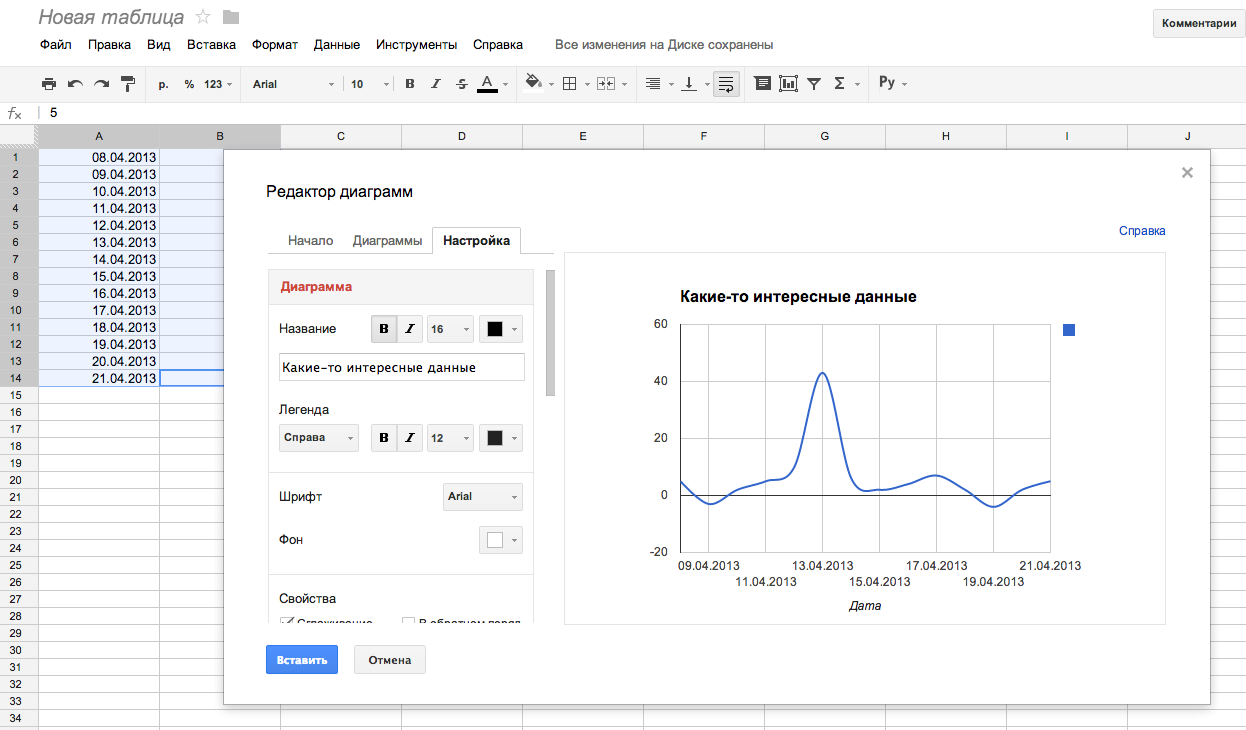 Новая таблица
Комментарии
Файл Правка Вид Вставка Формат Данные Инструменты Справка Все изменения на Диске сохранены
р. % 123 Arial 10 B I S A Σ Ру
fx 5
A B C D E F G H I J
1 08.04.2013
2 09.04.2013
3 10.04.2013
4 11.04.2013
5 12.04.2013
6 13.04.2013
7 14.04.2013
8 15.04.2013
9 16.04.2013
10 17.04.2013
11 18.04.2013
12 19.04.2013
13 20.04.2013
14 21.04.2013
15
16
17
18
19
20
21
22
23
24
25
26
27
28
29
30
31
32
33
34
Редактор диаграмм
Справка
Начало Диаграммы Настройка
Диаграмма
Название B I 16
Какие-то интересные данные
Легенда
Справа B I 12
Шрифт Arial
Фон
Свойства
Сглаживание В обратном поряд
Вставить Отмена
Какие-то интересные данные
60
40
20
0
-20
09.04.2013 13.04.2013 17.04.2013 21.04.2013
11.04.2013 15.04.2013 19.04.2013
Дата